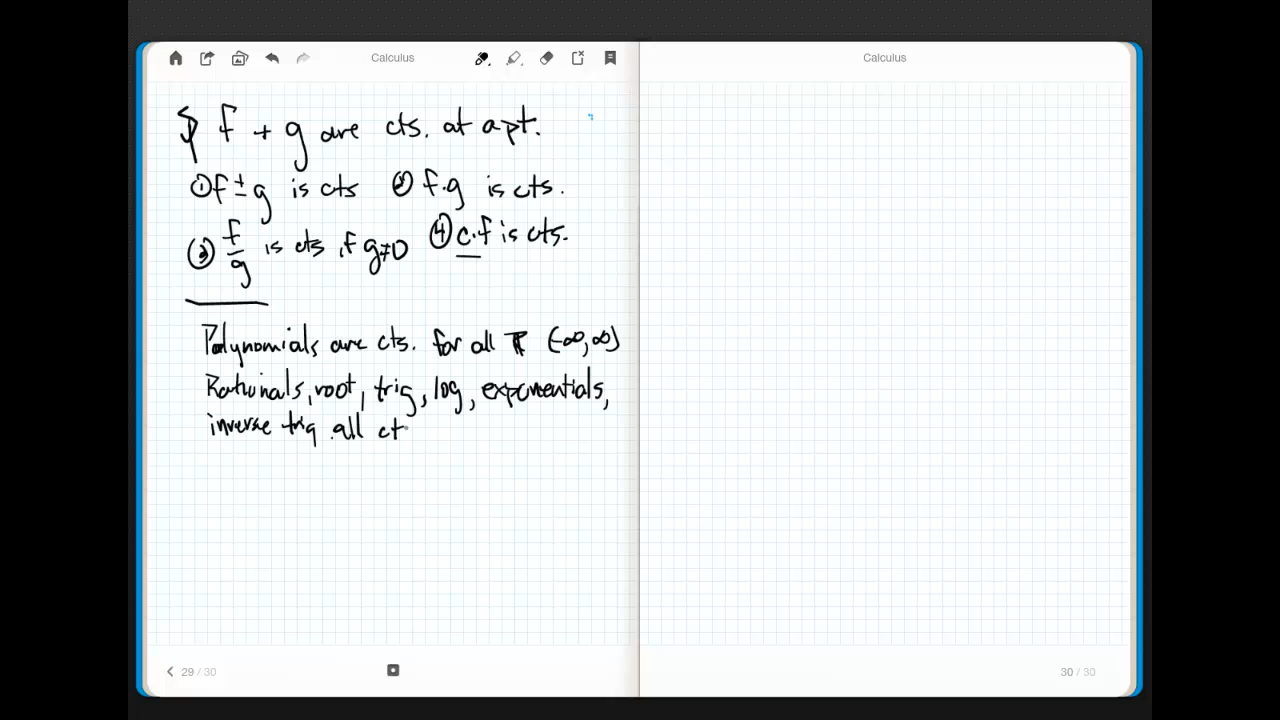 Calculus
Calculus
f + g are cts. at a pt.
① f ± g is cts ② f·g is cts.
③ f/g is cts if g≠0 ④ c·f is cts.
Polynomials are cts. for all (-∞, ∞)
Rationals, root, trig, log, exponentials,
inverse trig all ct
29 / 30
30 / 30